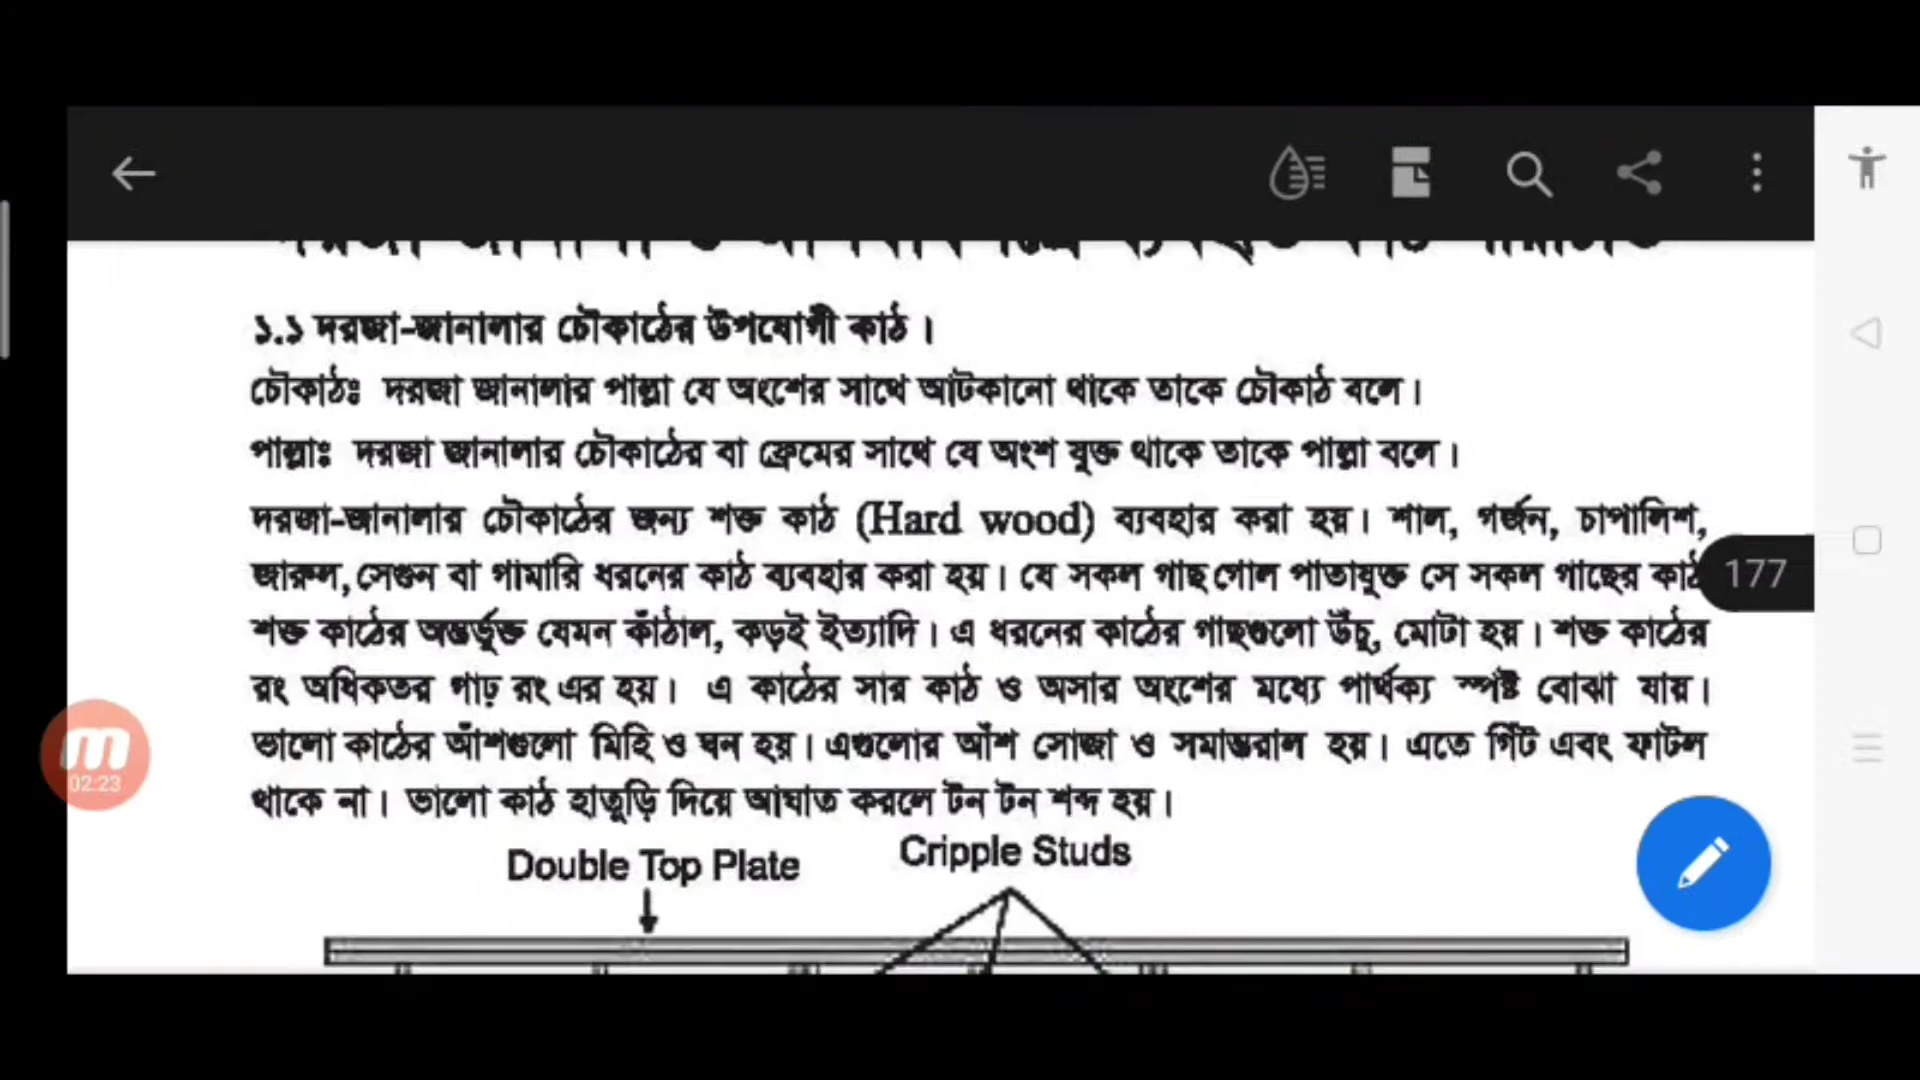 ১.১ দরজা-জানালার চৌকাঠের উপযোগী কাঠ।
চৌকাঠঃ দরজা জানালার পাল্লা যে অংশের সাথে আটকানো থাকে তাকে চৌকাঠ বলে।
পাল্লাঃ দরজা জানালার চৌকাঠের বা ফ্রেমের সাথে যে অংশ যুক্ত থাকে তাকে পাল্লা বলে।
দরজা-জানালার চৌকাঠের জন্য শক্ত কাঠ (Hard wood) ব্যবহার করা হয়। শাল, গর্জন, চাপালিশ,
জারুল,সেগুন বা গামারি ধরনের কাঠ ব্যবহার করা হয়। যে সকল গাছ গোল পাতাযুক্ত সে সকল গাছের কাঠ
177
শক্ত কাঠের অন্তর্ভূক্ত যেমন কাঁঠাল, কড়ই ইত্যাদি। এ ধরনের কাঠের গাছগুলো উঁচু, মোটা হয়। শক্ত কাঠের
রং অধিকতর গাঢ় রং এর হয়। এ কাঠের সার কাঠ ও অসার অংশের মধ্যে পার্থক্য স্পষ্ট বোঝা যায়।
ভালো কাঠের আঁশগুলো মিহি ও ঘন হয়। এগুলোর আঁশ সোজা ও সমান্তরাল হয়। এতে গিঁট এবং ফাটল
থাকে না। ভালো কাঠ হাতুড়ি দিয়ে আঘাত করলে টন টন শব্দ হয়।
02:23
Double Top Plate
Cripple Studs